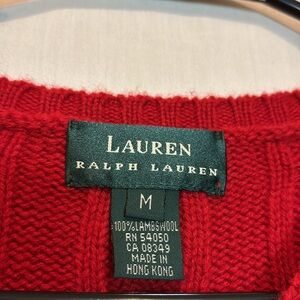 LAUREN
RALPH LAUREN
M
100% LAMBSWOOL
RN 54050
CA 08349
MADE IN
HONG KONG